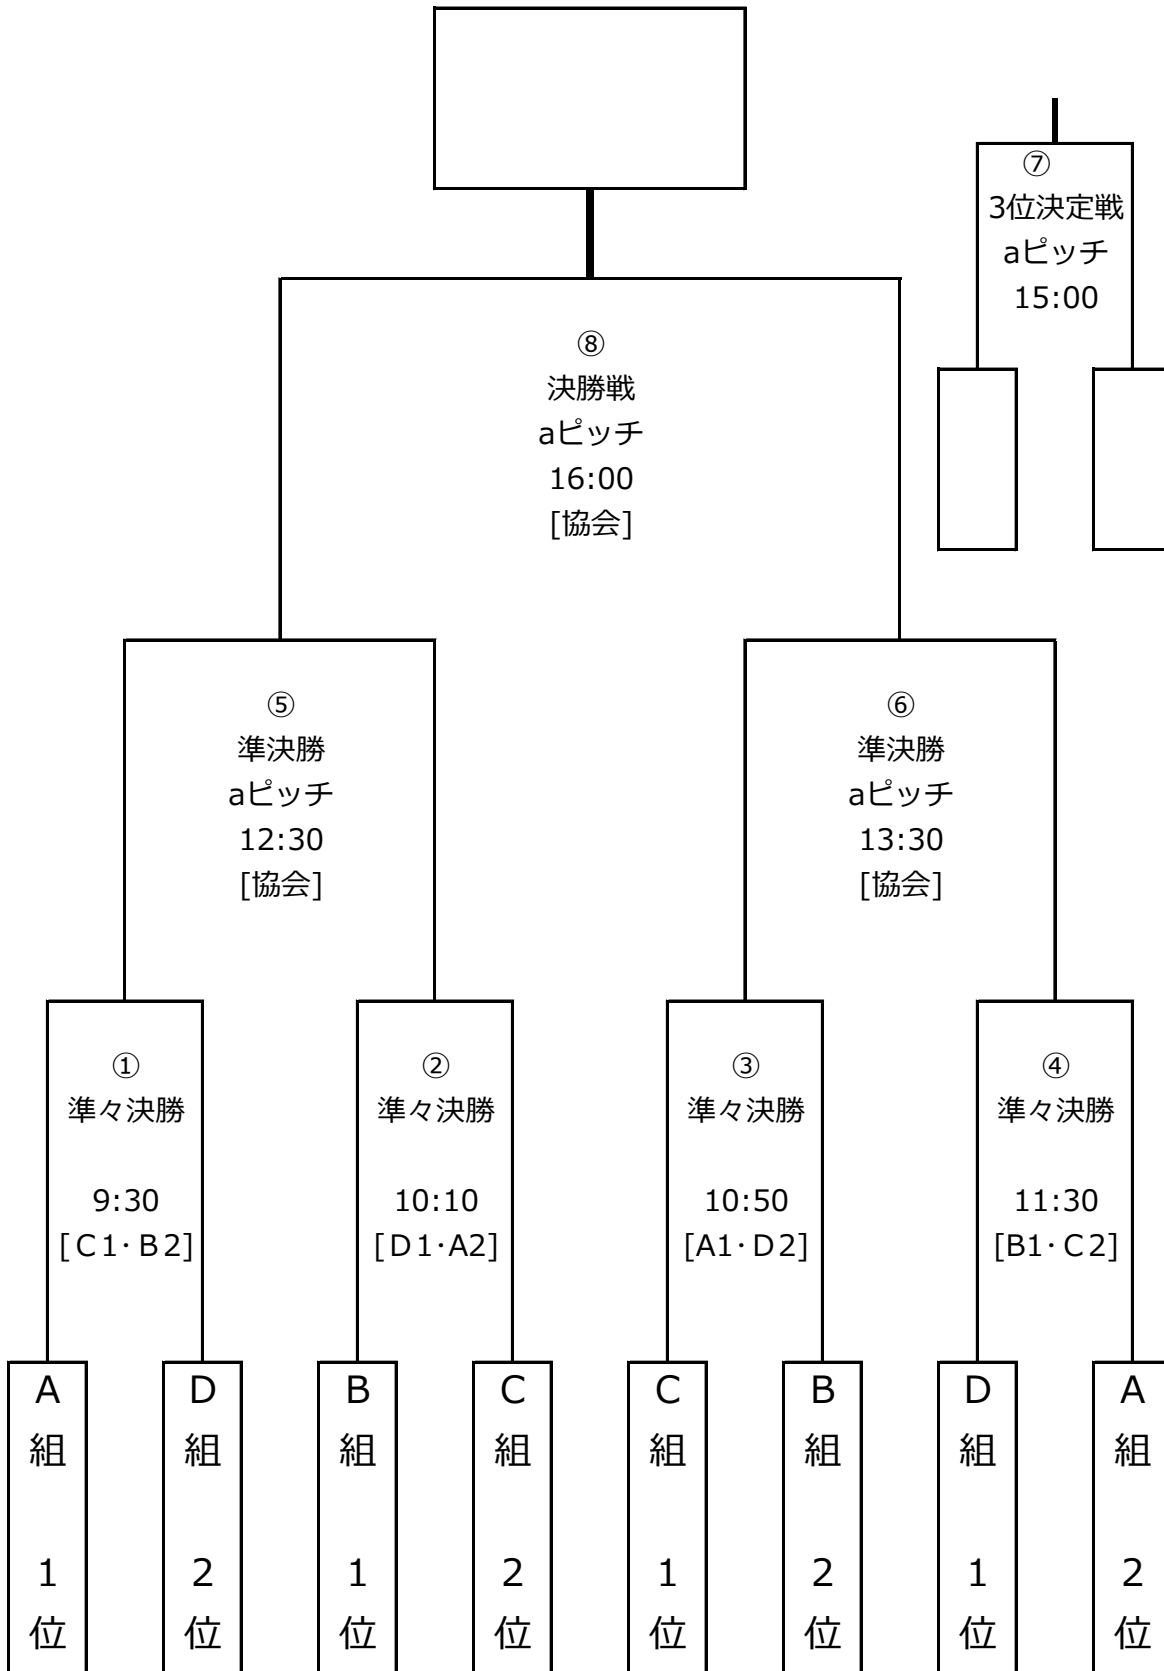 ⑦
3位決定戦
aピッチ
15:00
⑧
決勝戦
aピッチ
16:00
[協会]
⑤
準決勝
aピッチ
12:30
[協会]
⑥
準決勝
aピッチ
13:30
[協会]
①
準々決勝
9:30
[Ｃ1･Ｂ2]
②
準々決勝
10:10
[Ｄ1･A2]
③
準々決勝
10:50
[A1･Ｄ2]
④
準々決勝
11:30
[B1･Ｃ2]
A組 1位
D組 2位
B組 1位
C組 2位
C組 1位
B組 2位
D組 1位
A組 2位